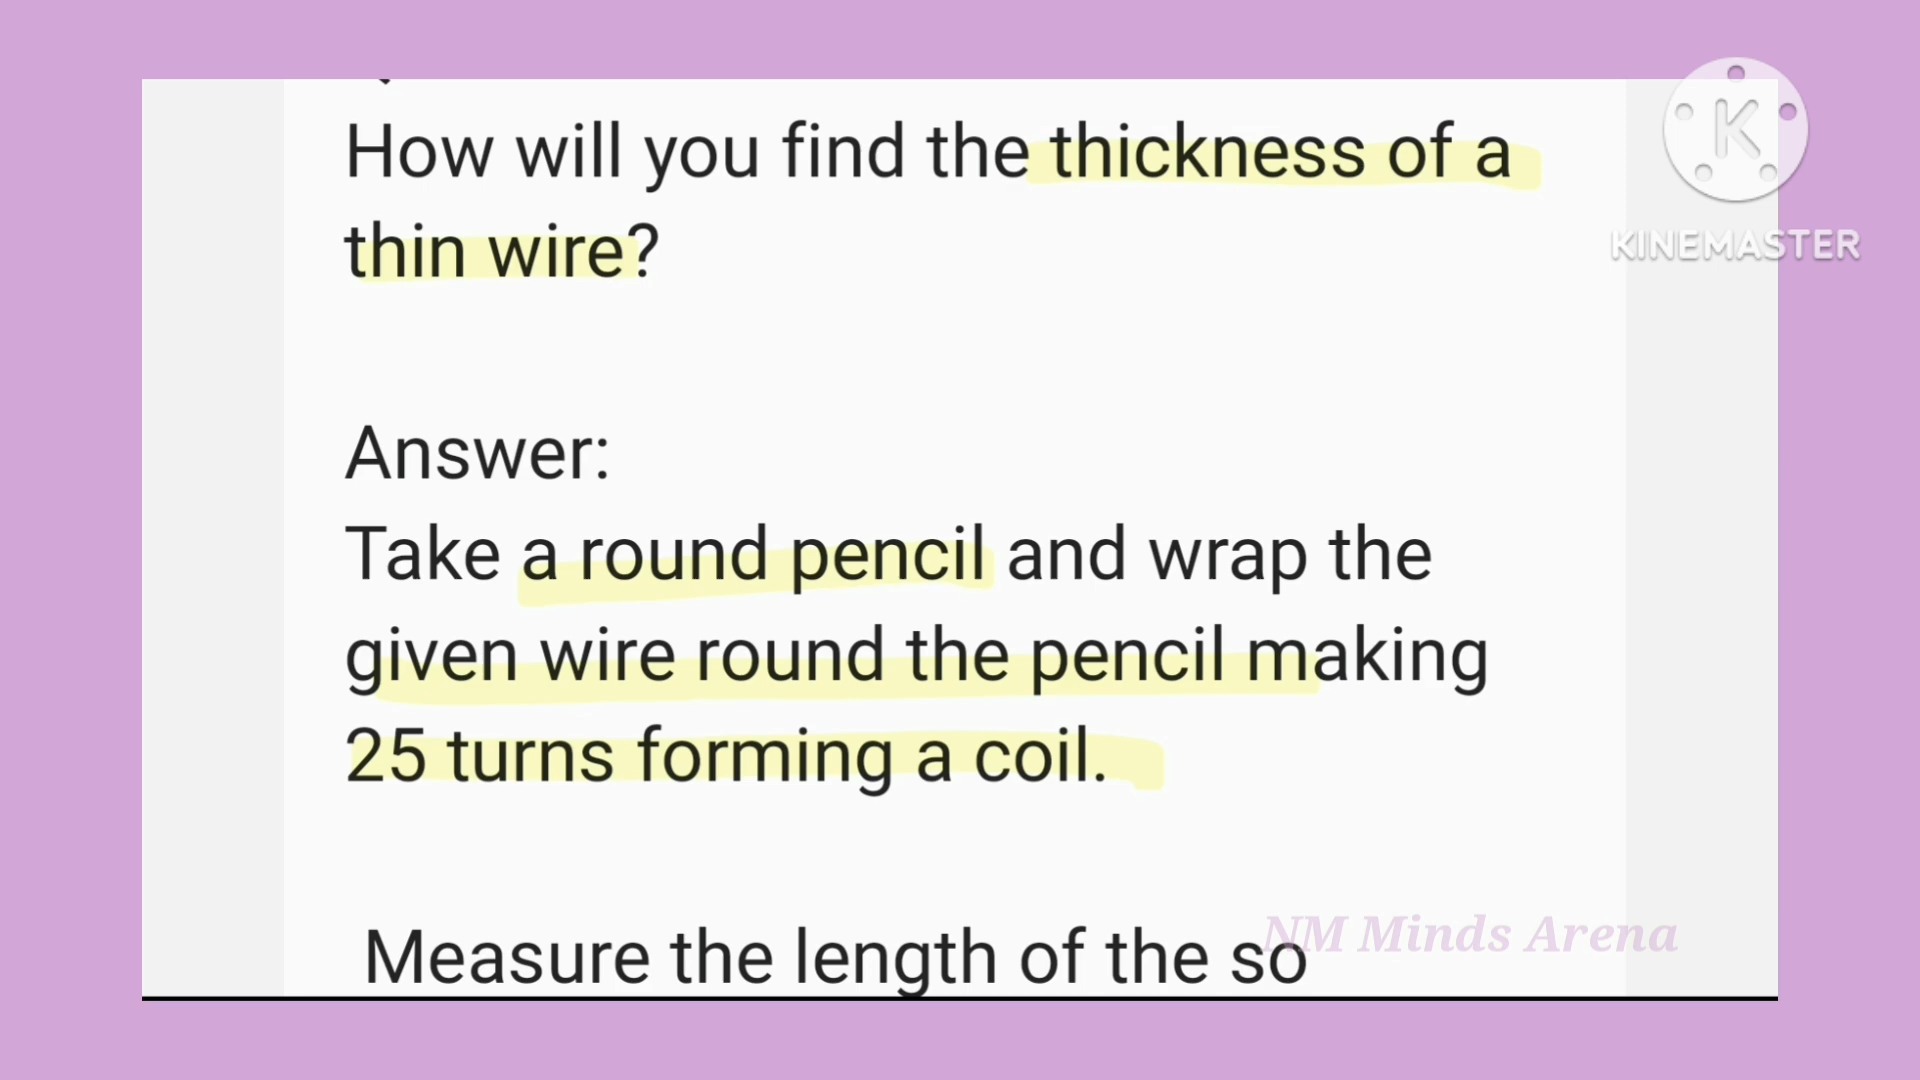 How will you find the thickness of a
thin wire?
Answer:
Take a round pencil and wrap the
given wire round the pencil making
25 turns forming a coil.
Measure the length of the so
K
KINEMASTER
NM Minds Arena